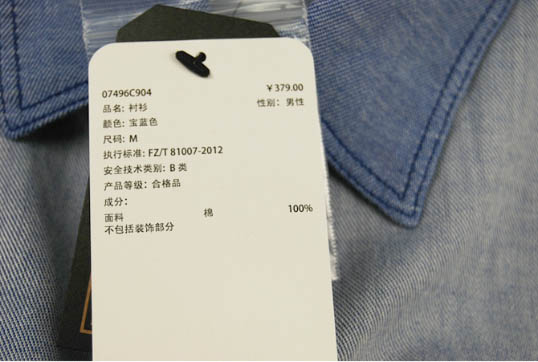 07496C904 ￥379.00
品名: 衬衫 性别: 男性
颜色: 宝蓝色
尺码: M
执行标准: FZ/T 81007-2012
安全技术类别: B 类
产品等级: 合格品
成分:
面料 棉 100%
不包括装饰部分